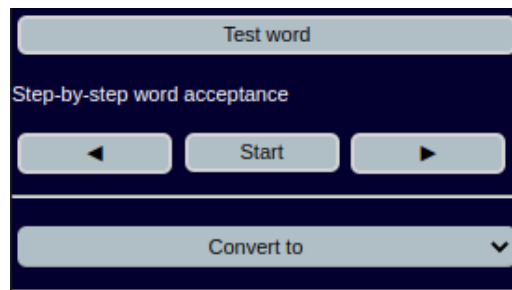 Test word
Step-by-step word acceptance
◄ Start ►
Convert to